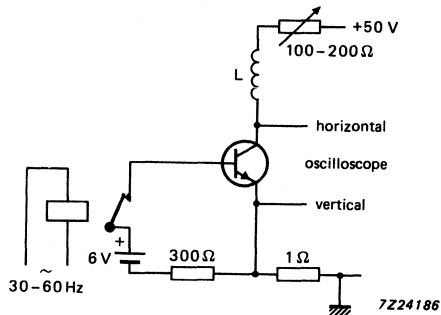 +50 V
100–200 Ω
L
horizontal
oscilloscope
vertical
+
6 V
300 Ω
1 Ω
~
30–60 Hz
7Z24186